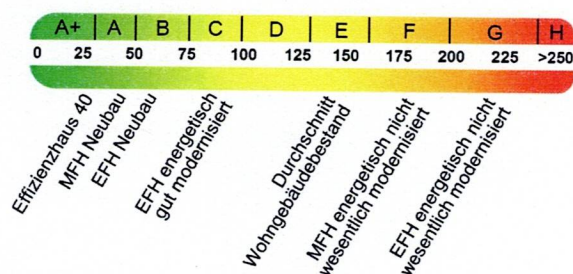 A+ A B C D E F G H
0 25 50 75 100 125 150 175 200 225 >250
Effizienzhaus 40
MFH Neubau
EFH Neubau
EFH energetisch
gut modernisiert
Durchschnitt
Wohngebäudebestand
MFH energetisch nicht
wesentlich modernisiert
EFH energetisch nicht
wesentlich modernisiert